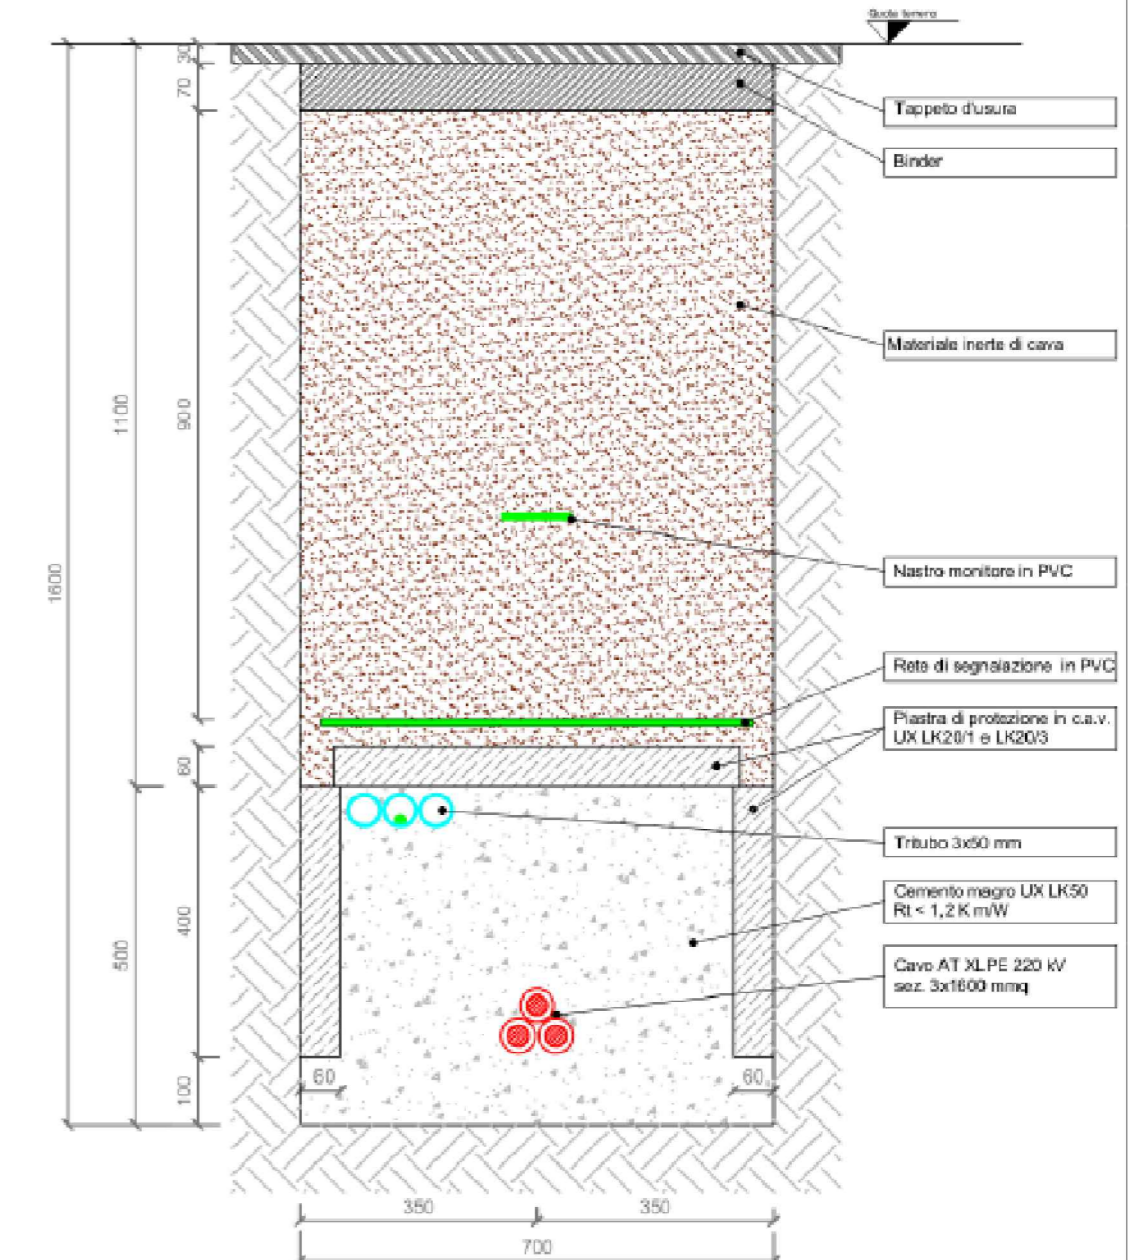 Quota terreno
30
70
Tappeto d'usura
Binder
1100
900
Materiale inerte di cava
1600
Nastro monitore in PVC
Rete di segnalazione in PVC
Piastra di protezione in c.a.v.
UX LK20/1 e LK20/3
60
Tritubo 3x50 mm
Cemento magro UX LK50
Rt < 1,2 K m/W
400
500
Cavo AT XLPE 220 kV
sez. 3x1600 mmq
100
60
60
350
350
700